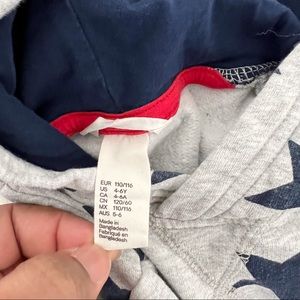 EUR 110/116
US 4-6Y
CA 4-6A
CN 120/60
MX 110/116
AUS 5-6
Made in
Bangladesh
Fabriqué en
Bangladesh